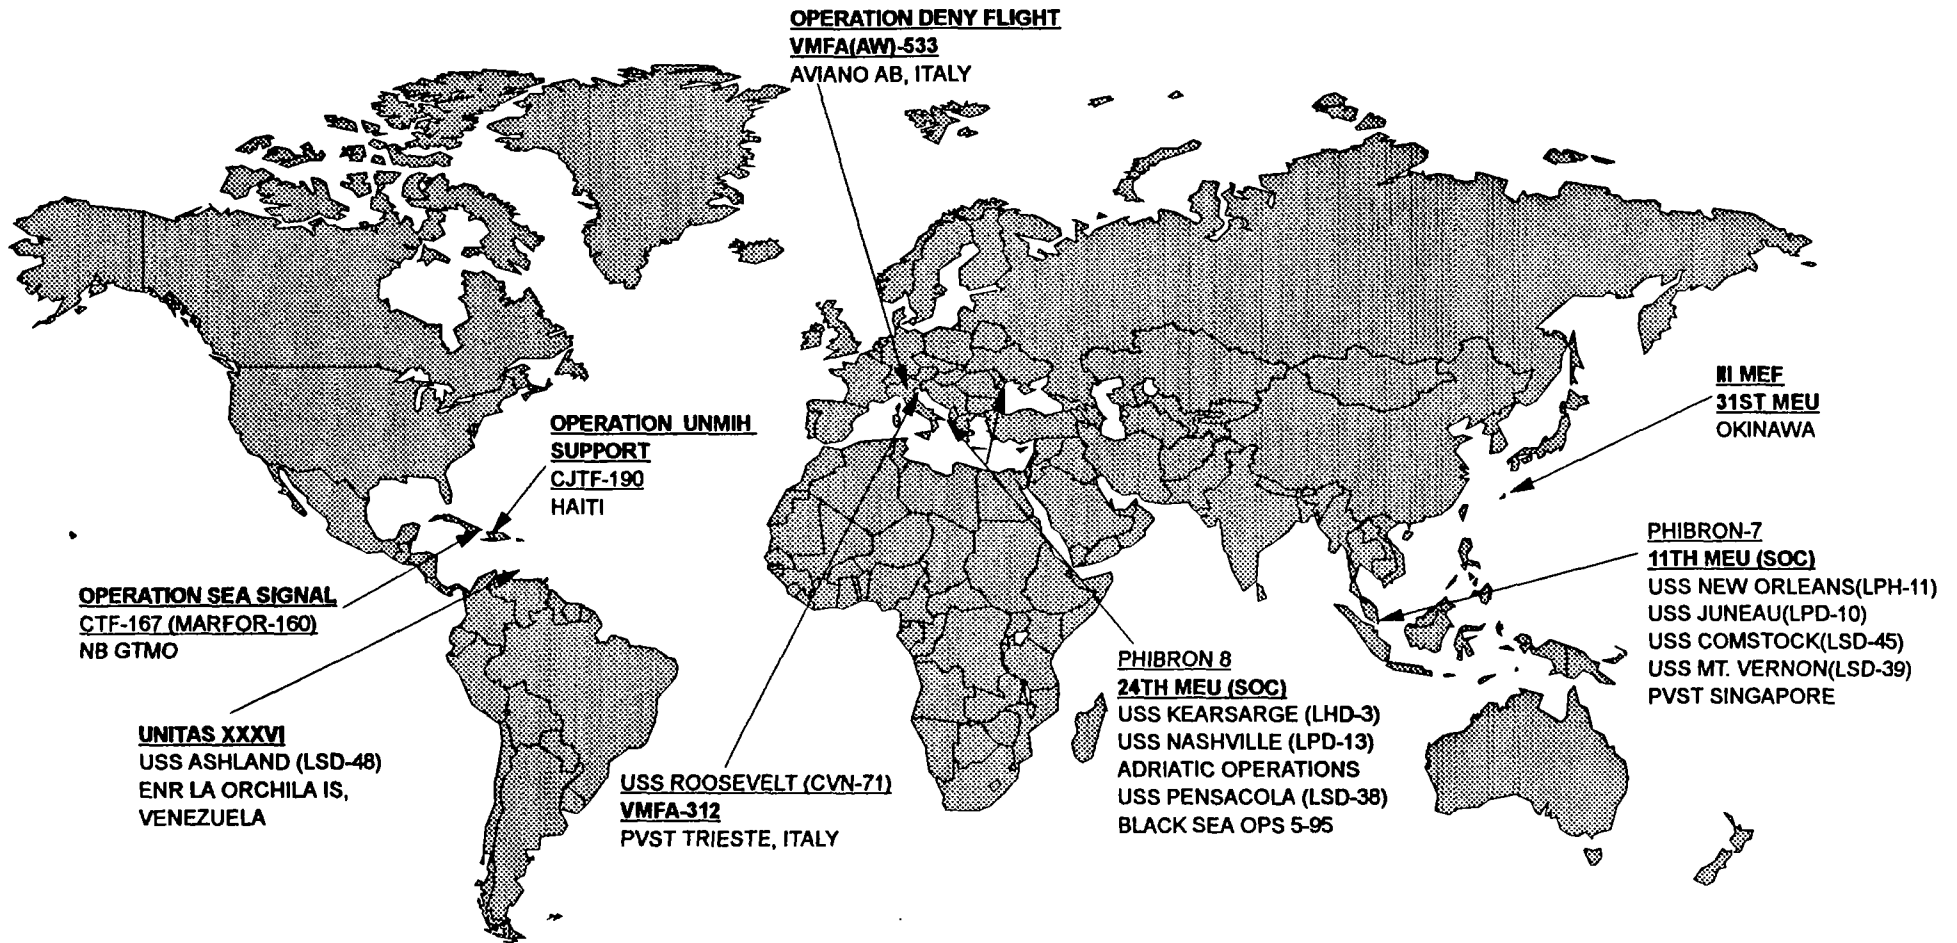 OPERATION DENY FLIGHT
VMFA(AW)-533
AVIANO AB, ITALY
III MEF
31ST MEU
OKINAWA
OPERATION UNMIH
SUPPORT
CJTF-190
HAITI
PHIBRON-7
11TH MEU (SOC)
USS NEW ORLEANS(LPH-11)
USS JUNEAU(LPD-10)
USS COMSTOCK(LSD-45)
USS MT. VERNON(LSD-39)
PVST SINGAPORE
OPERATION SEA SIGNAL
CTF-167 (MARFOR-160)
NB GTMO
PHIBRON 8
24TH MEU (SOC)
USS KEARSARGE (LHD-3)
USS NASHVILLE (LPD-13)
ADRIATIC OPERATIONS
USS PENSACOLA (LSD-38)
BLACK SEA OPS 5-95
UNITAS XXXVI
USS ASHLAND (LSD-48)
ENR LA ORCHILA IS,
VENEZUELA
USS ROOSEVELT (CVN-71)
VMFA-312
PVST TRIESTE, ITALY